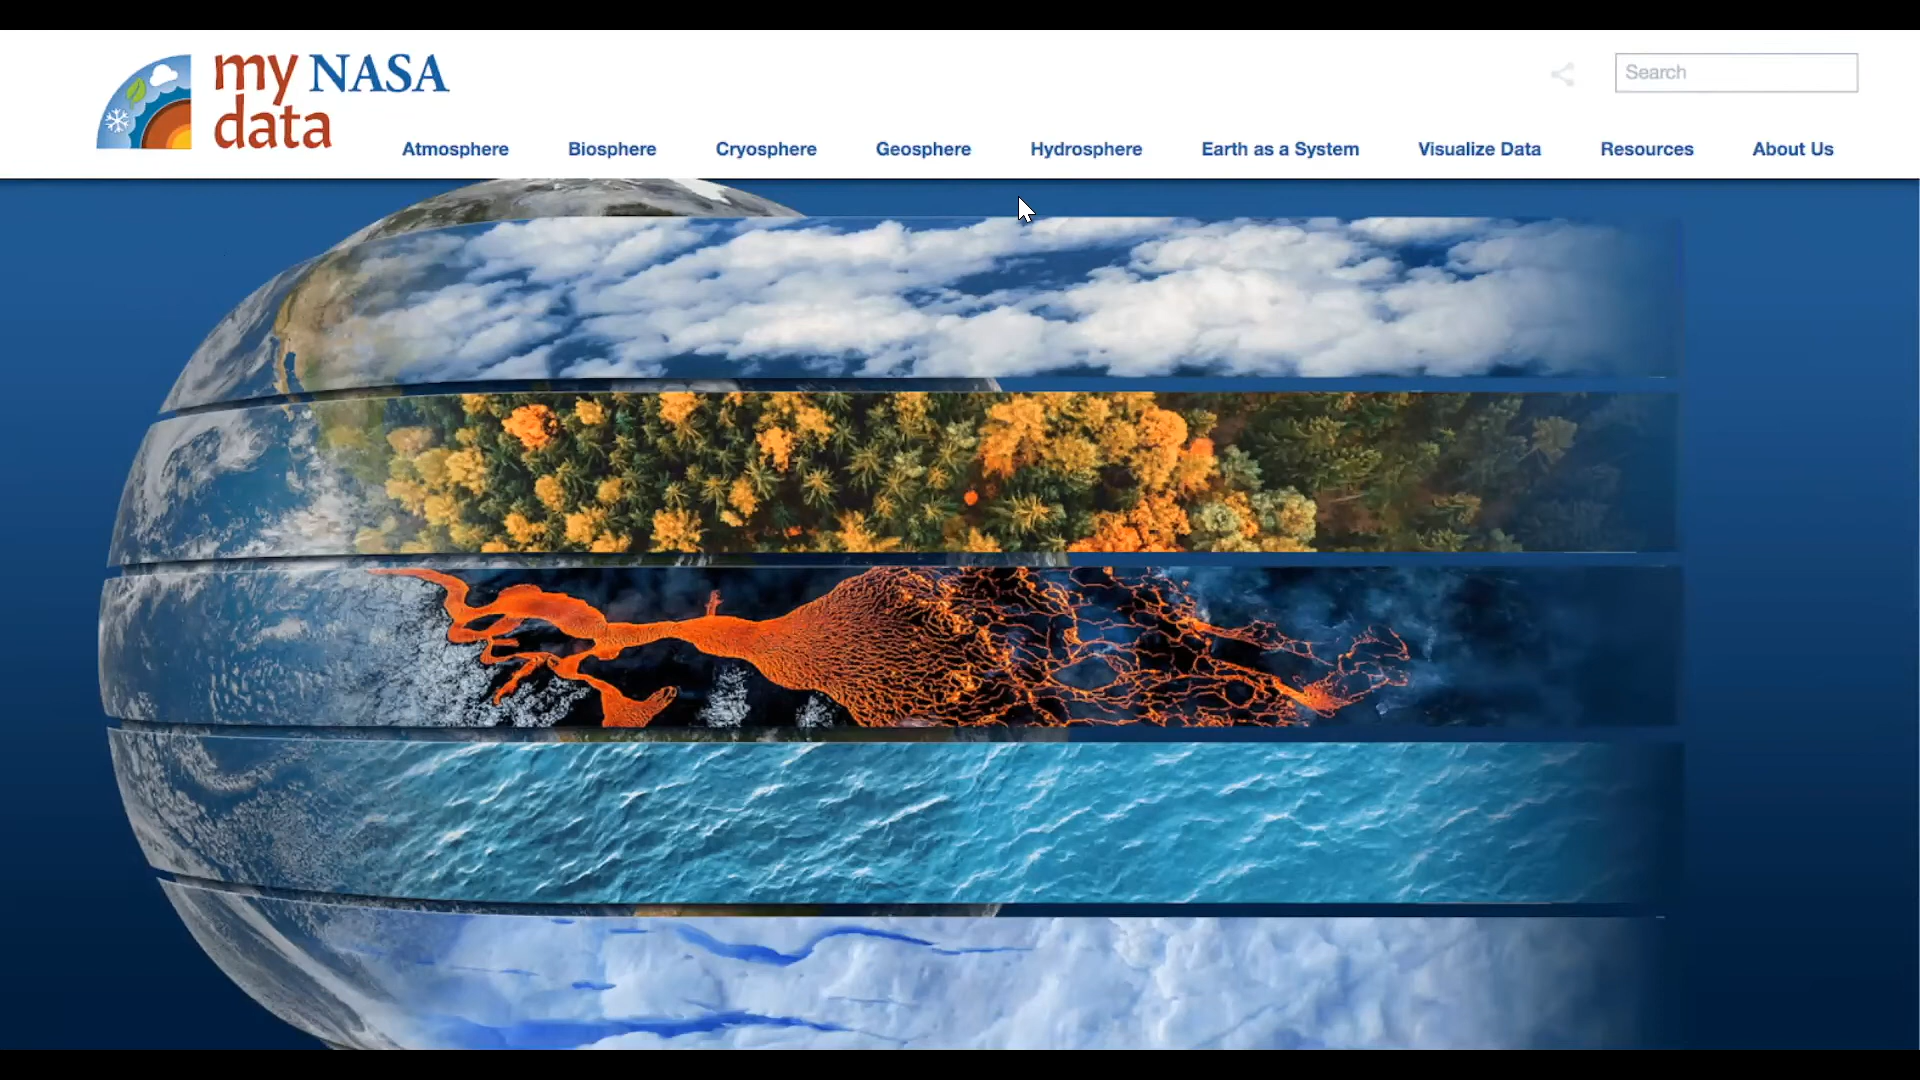 my NASA
data
Search
Atmosphere Biosphere Cryosphere Geosphere Hydrosphere Earth as a System Visualize Data Resources About Us